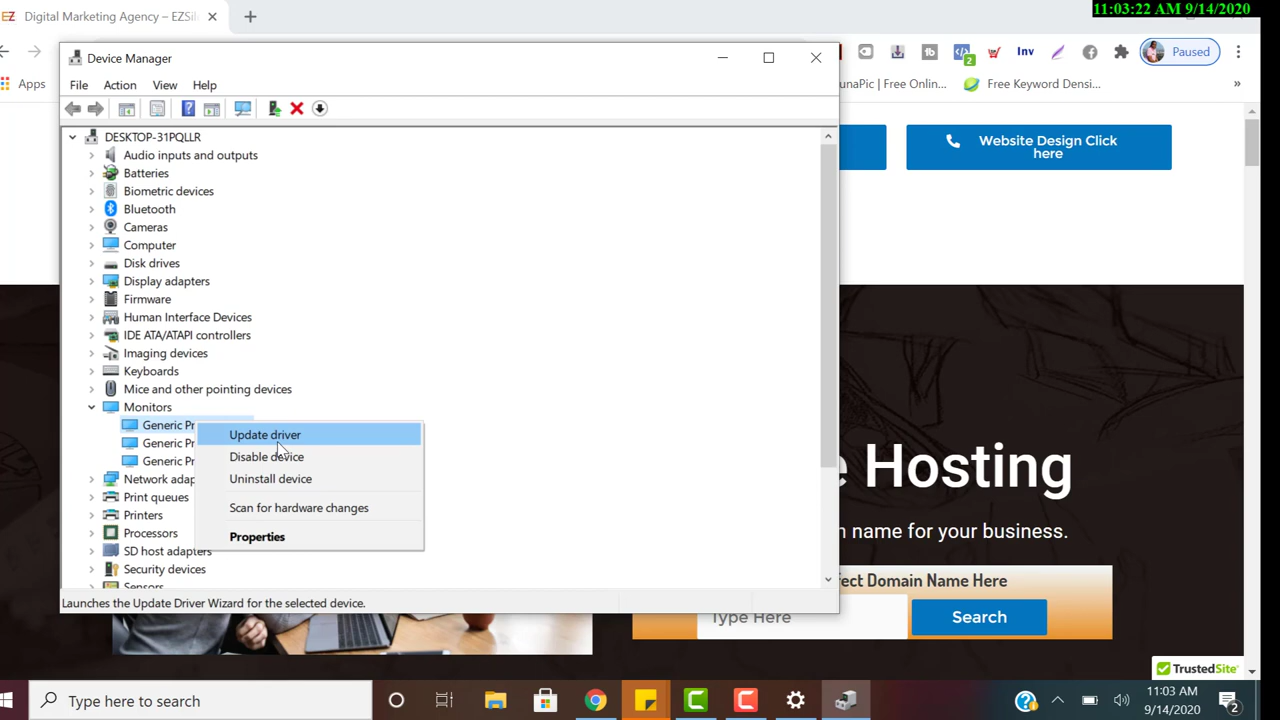 11:03:22 AM 9/14/2020
EZ Digital Marketing Agency – EZSil
Device Manager
2
Inv
Paused
File Action View Help
Apps
unaPic | Free Onlin...
Free Keyword Densi...
»
DESKTOP-31PQLLR
Audio inputs and outputs
Batteries
Biometric devices
Bluetooth
Cameras
Computer
Disk drives
Display adapters
Firmware
Human Interface Devices
IDE ATA/ATAPI controllers
Imaging devices
Keyboards
Mice and other pointing devices
Monitors
Generic Pr
Generic Pr
Generic Pr
Network adap
Print queues
Printers
Processors
SD host adapters
Security devices
Sensors
Update driver
Disable device
Uninstall device
Scan for hardware changes
Properties
Launches the Update Driver Wizard for the selected device.
Website Design Click
here
e Hosting
n name for your business.
fect Domain Name Here
Type Here
Search
TrustedSite
Type here to search
11:03 AM
9/14/2020
2